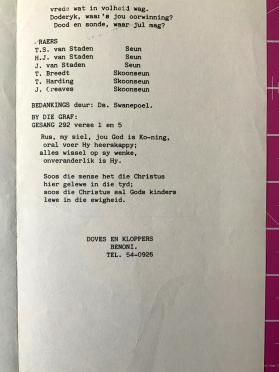 vrede wat in volheid wag.
Doderyk, waar's jou oorwinning?
Dood en sonde, waar jul mag?
RAERS
T.S. van Staden Seun
H.J. van Staden Seun
J. van Staden Seun
T. Breedt Skoonseun
T. Harding Skoonseun
J. Greaves Skoonseun
BEDANKINGS deur: Ds. Swanepoel.
BY DIE GRAF:
GESANG 292 verse 1 en 5
Rus, my siel, jou God is Ko-ning,
oral voer Hy heerskappy;
alles wissel op sy wenke,
onveranderlik is Hy.
Soos die mense het die Christus
hier gelewe in die tyd;
soos die Christus sal Gods kinders
lewe in die ewigheid.
DOVES EN KLOPPERS
BENONI.
TEL. 54-0926